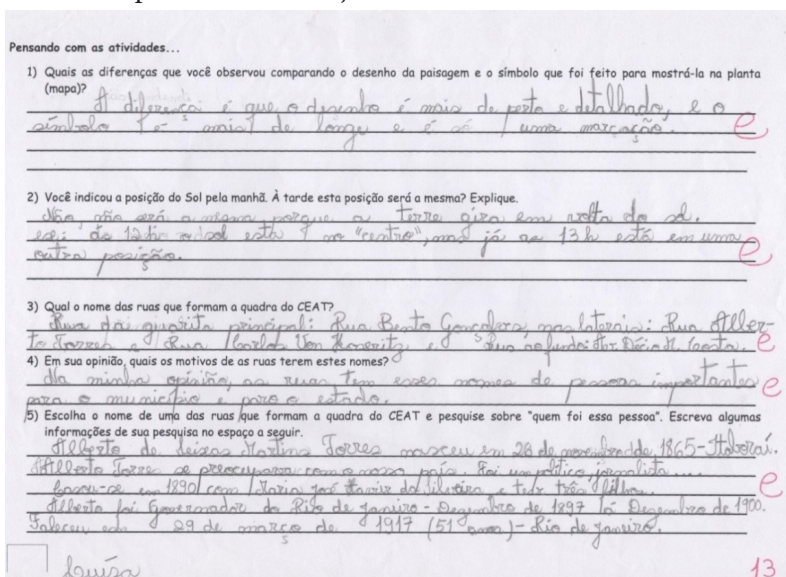 Pensando com as atividades...
1) Quais as diferenças que você observou comparando o desenho da paisagem e o símbolo que foi feito para mostrá-la na planta
(mapa)?
A diferença é que o desenho é mais de perto e detalhado, e o
símbolo é mais de longe e é só uma marcação. e
2) Você indicou a posição do Sol pela manhã. À tarde esta posição será a mesma? Explique.
Não, não será a mesma porque a terra gira em volta do sol.
ex: às 12h o sol está no "centro", mas já as 13h está em uma
outra posição. e
3) Qual o nome das ruas que formam a quadra do CEAT?
Rua da guarita principal: Rua Bento Gonçalves, nas laterais: Rua Alber-
to Torres e Rua Carlos Von Koseritz e Rua no fundo: H. Costa. e
4) Em sua opinião, quais os motivos de as ruas terem estes nomes?
Na minha opinião, as ruas tem esses nomes de pessoas importantes
para o município e para o estado. e
5) Escolha o nome de uma das ruas que formam a quadra do CEAT e pesquise sobre "quem foi essa pessoa". Escreva algumas
informações de sua pesquisa no espaço a seguir.
Alberto de Seixas Martins Torres nasceu em 26 de novembro de 1865 - Itaboraí.
Alberto Torres se preocupava com o nosso país. Foi um político jornalista ...
Casou-se em 1890 com Maria José Xavier da Silveira e teve três filhos. e
Alberto foi Governador do Rio de Janeiro - Dezembro de 1897 à Dezembro de 1900.
Faleceu em 29 de março de 1917 (51 anos) - Rio de Janeiro.
Luísa 13